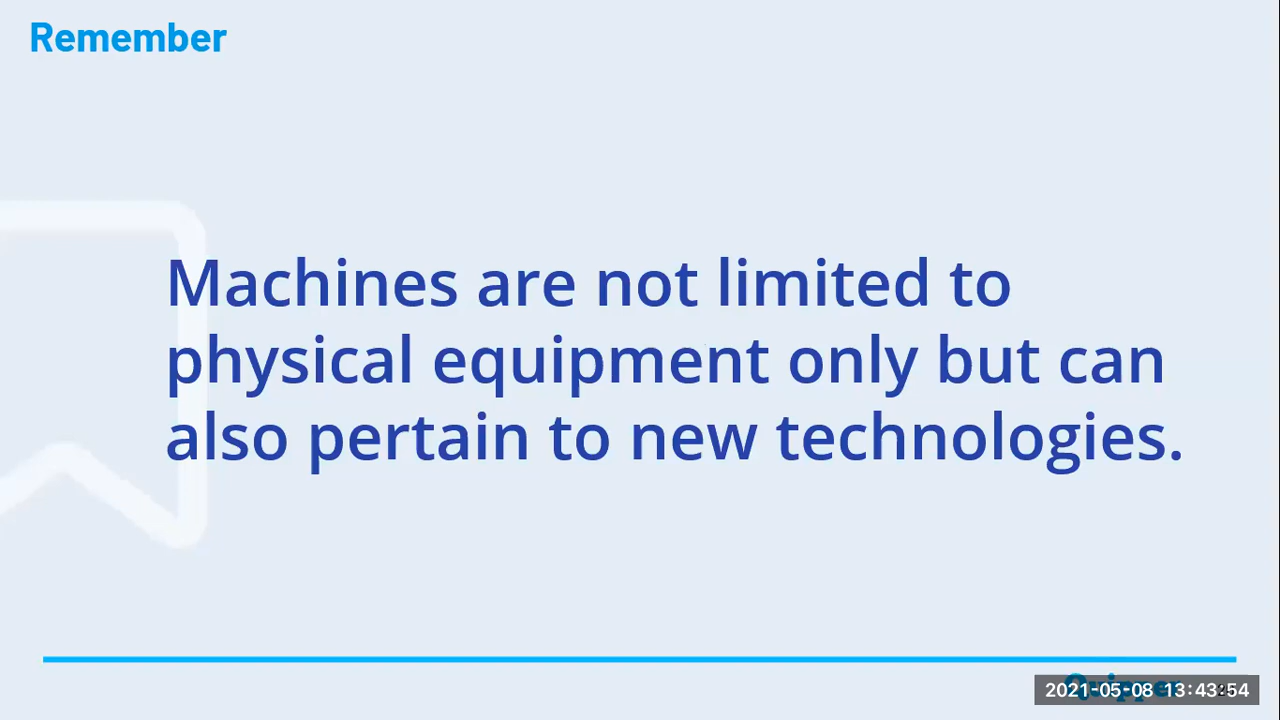 Remember
Machines are not limited to
physical equipment only but can
also pertain to new technologies.
Quipper
2021-05-08 13:43:54